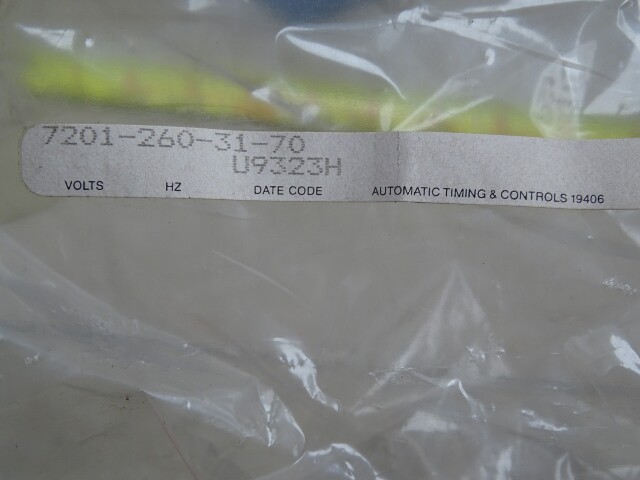 7201-260-31-70
U9323H
VOLTS HZ DATE CODE AUTOMATIC TIMING & CONTROLS 19406